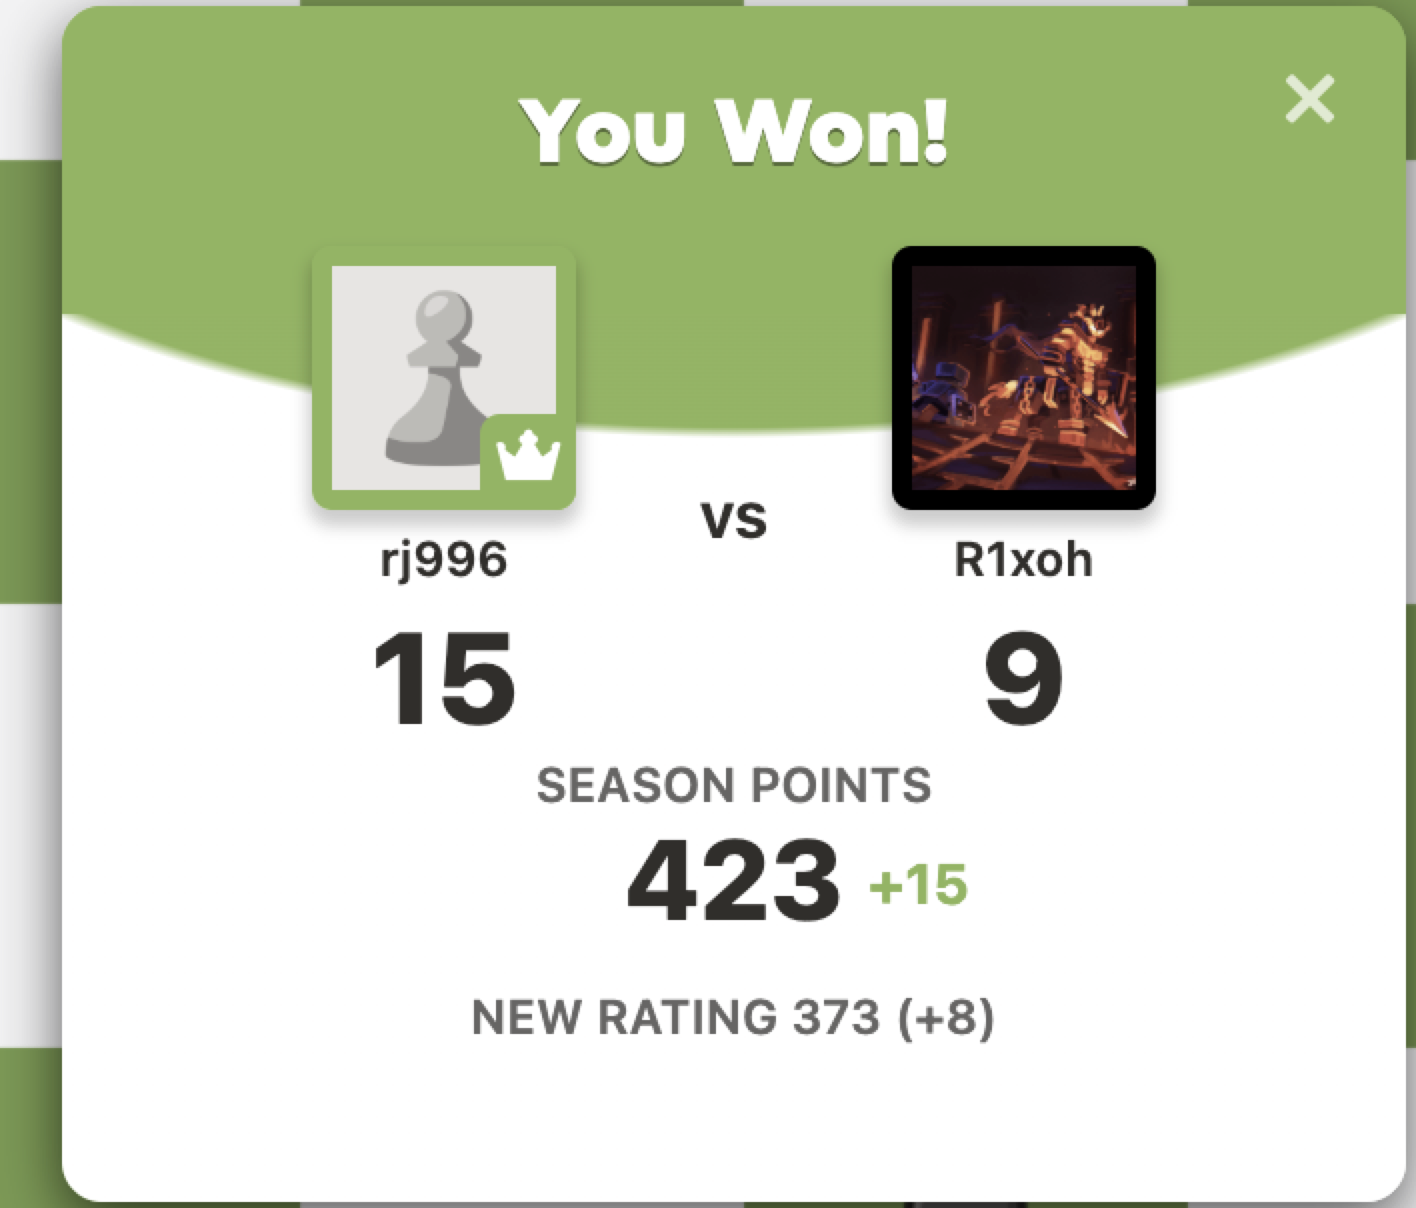 You Won!
vs
rj996
R1xoh
15
9
SEASON POINTS
423 +15
NEW RATING 373 (+8)